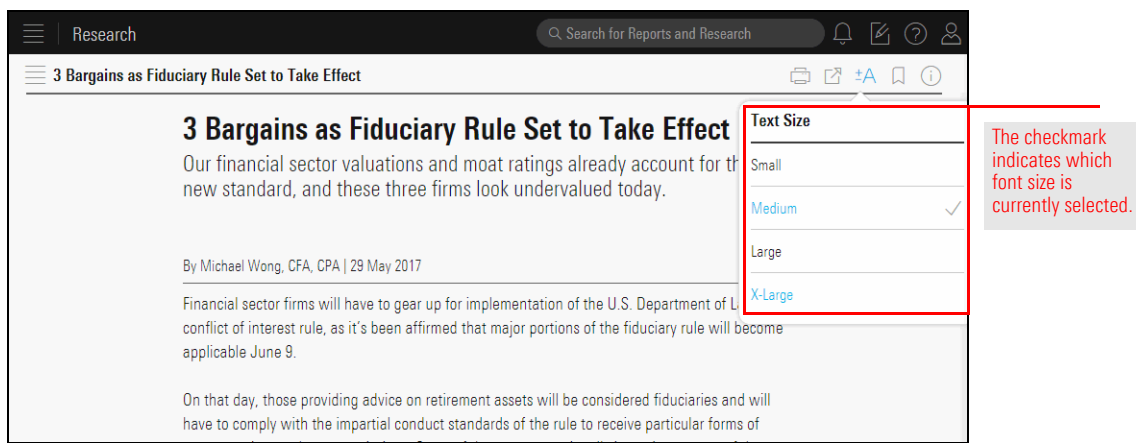 Research
Search for Reports and Research
3 Bargains as Fiduciary Rule Set to Take Effect
±A
3 Bargains as Fiduciary Rule Set to Take Effect
Our financial sector valuations and moat ratings already account for th
new standard, and these three firms look undervalued today.
By Michael Wong, CFA, CPA | 29 May 2017
Financial sector firms will have to gear up for implementation of the U.S. Department of L
conflict of interest rule, as it's been affirmed that major portions of the fiduciary rule will become
applicable June 9.
On that day, those providing advice on retirement assets will be considered fiduciaries and will
have to comply with the impartial conduct standards of the rule to receive particular forms of
Text Size
Small
Medium
Large
X-Large
The checkmark
indicates which
font size is
currently selected.